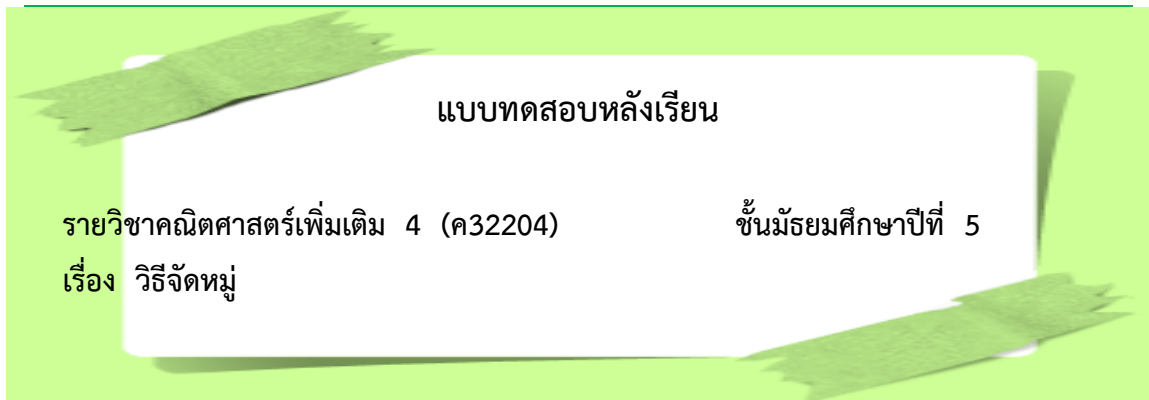 แบบทดสอบหลังเรียน
รายวิชาคณิตศาสตร์เพิ่มเติม 4 (ค32204) ชั้นมัธยมศึกษาปีที่ 5
เรื่อง วิธีจัดหมู่